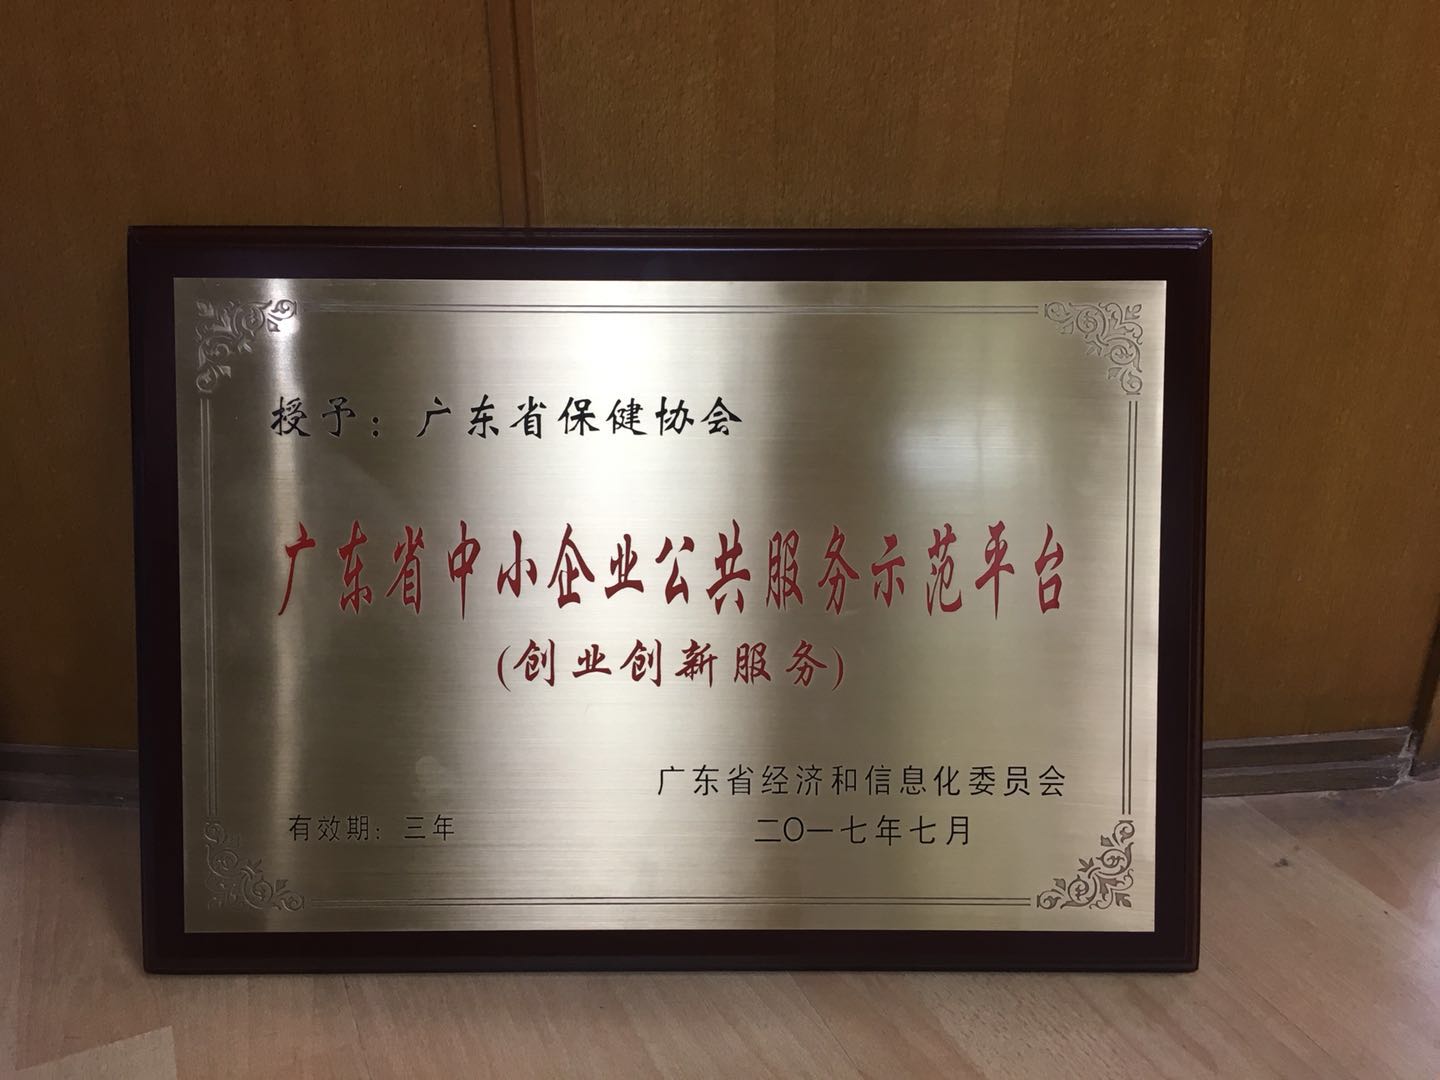 授予：广东省保健协会
广东省中小企业公共服务示范平台
(创业创新服务)
广东省经济和信息化委员会
有效期：三年
二〇一七年七月